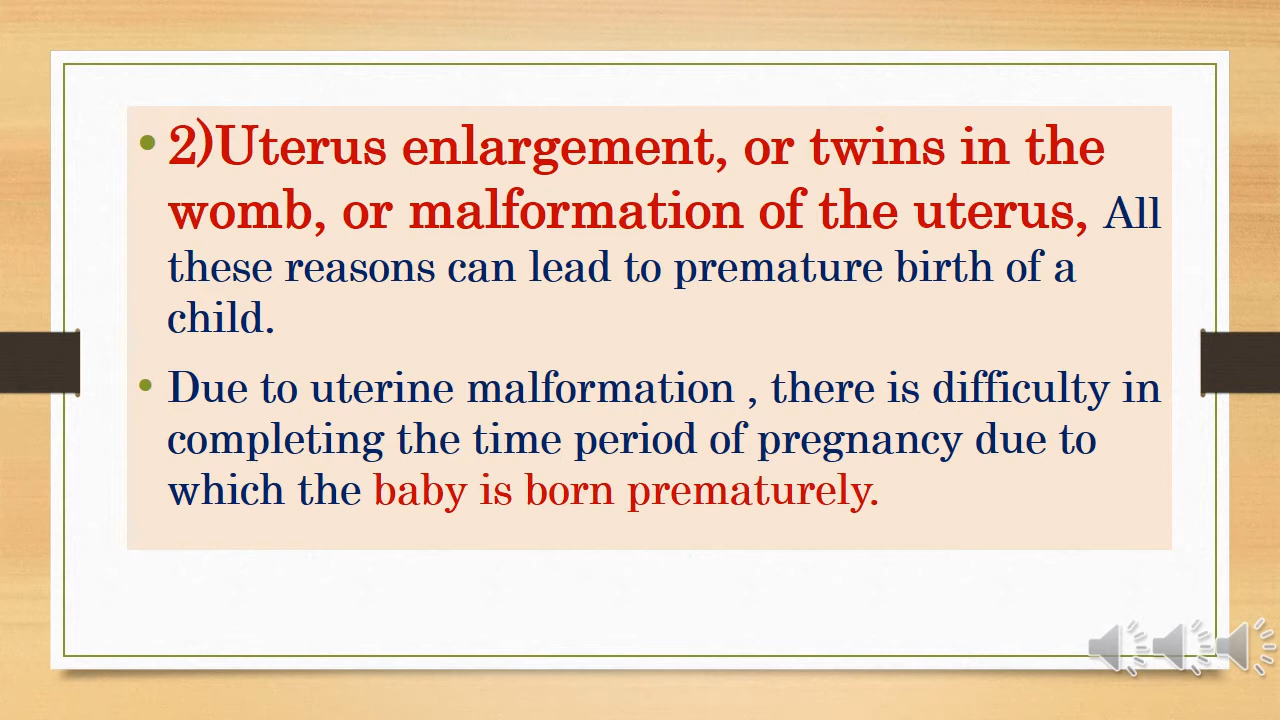 • 2)Uterus enlargement, or twins in the
womb, or malformation of the uterus, All
these reasons can lead to premature birth of a
child.
• Due to uterine malformation , there is difficulty in
completing the time period of pregnancy due to
which the baby is born prematurely.